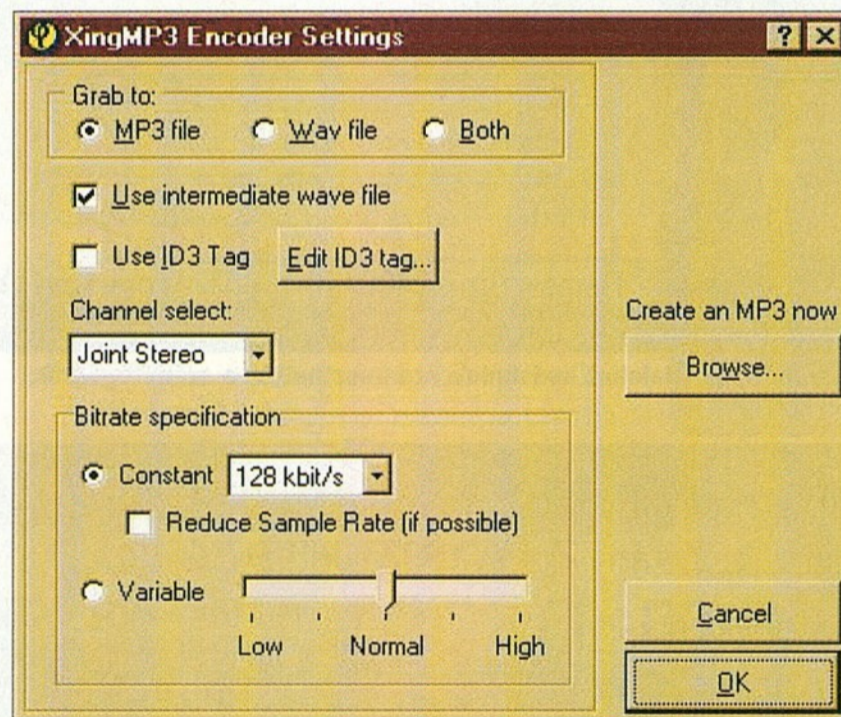 XingMP3 Encoder Settings
Grab to:
MP3 file Wav file Both
Use intermediate wave file
Use ID3 Tag Edit ID3 tag...
Channel select:
Joint Stereo
Create an MP3 now
Browse...
Bitrate specification
Constant 128 kbit/s
Reduce Sample Rate (if possible)
Variable
Low Normal High
Cancel
OK